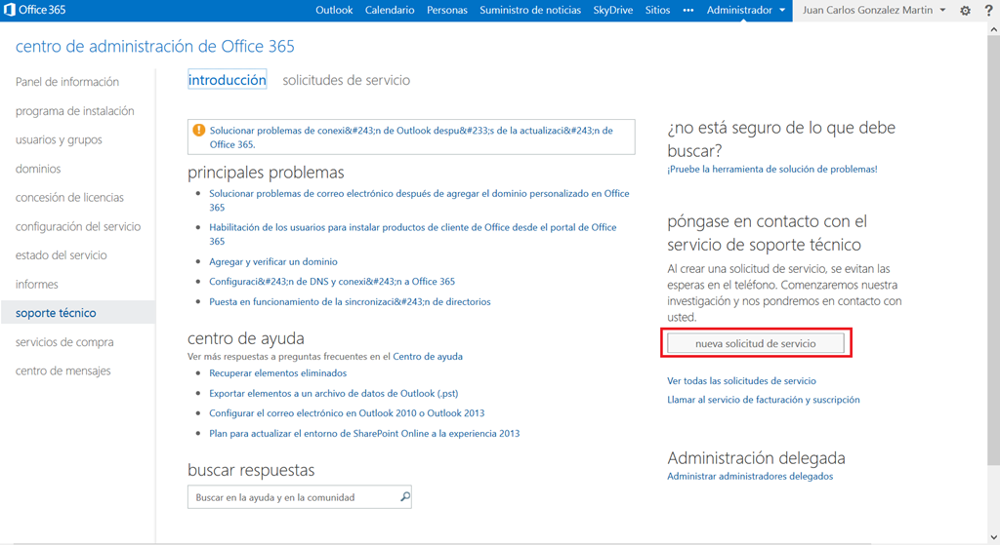 Office 365
Outlook Calendario Personas Suministro de noticias SkyDrive Sitios ••• Administrador Juan Carlos Gonzalez Martin ?
centro de administración de Office 365
Panel de información
programa de instalación
usuarios y grupos
dominios
concesión de licencias
configuración del servicio
estado del servicio
informes
soporte técnico
servicios de compra
centro de mensajes
introducción solicitudes de servicio
Solucionar problemas de conexi&#243;n de Outlook despu&#233;s de la actualizaci&#243;n de
Office 365.
principales problemas
Solucionar problemas de correo electrónico después de agregar el dominio personalizado en Office
365
Habilitación de los usuarios para instalar productos de cliente de Office desde el portal de Office
365
Agregar y verificar un dominio
Configuraci&#243;n de DNS y conexi&#243;n a Office 365
Puesta en funcionamiento de la sincronizaci&#243;n de directorios
centro de ayuda
Ver más respuestas a preguntas frecuentes en el Centro de ayuda
Recuperar elementos eliminados
Exportar elementos a un archivo de datos de Outlook (.pst)
Configurar el correo electrónico en Outlook 2010 o Outlook 2013
Plan para actualizar el entorno de SharePoint Online a la experiencia 2013
buscar respuestas
Buscar en la ayuda y en la comunidad
¿no está seguro de lo que debe
buscar?
¡Pruebe la herramienta de solución de problemas!
póngase en contacto con el
servicio de soporte técnico
Al crear una solicitud de servicio, se evitan las
esperas en el teléfono. Comenzaremos nuestra
investigación y nos pondremos en contacto con
usted.
nueva solicitud de servicio
Ver todas las solicitudes de servicio
Llamar al servicio de facturación y suscripción
Administración delegada
Administrar administradores delegados